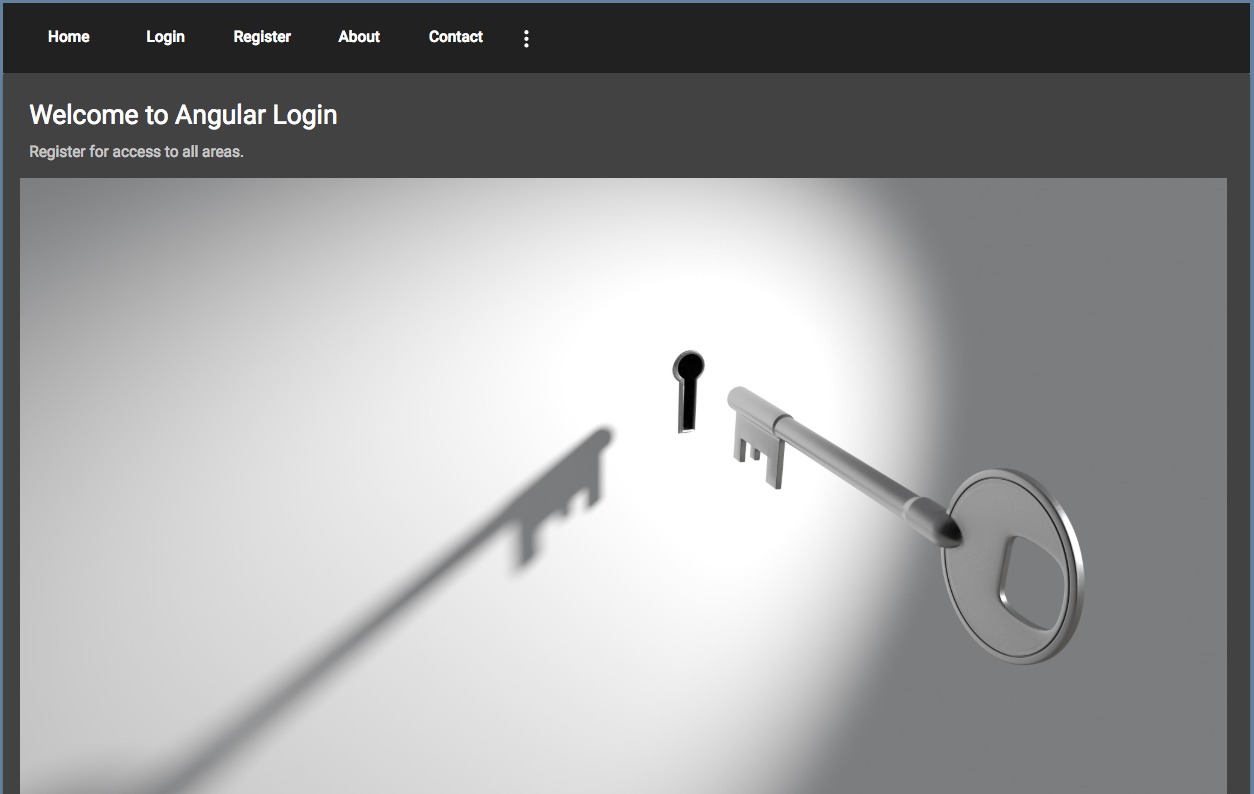 Home Login Register About Contact
Welcome to Angular Login
Register for access to all areas.